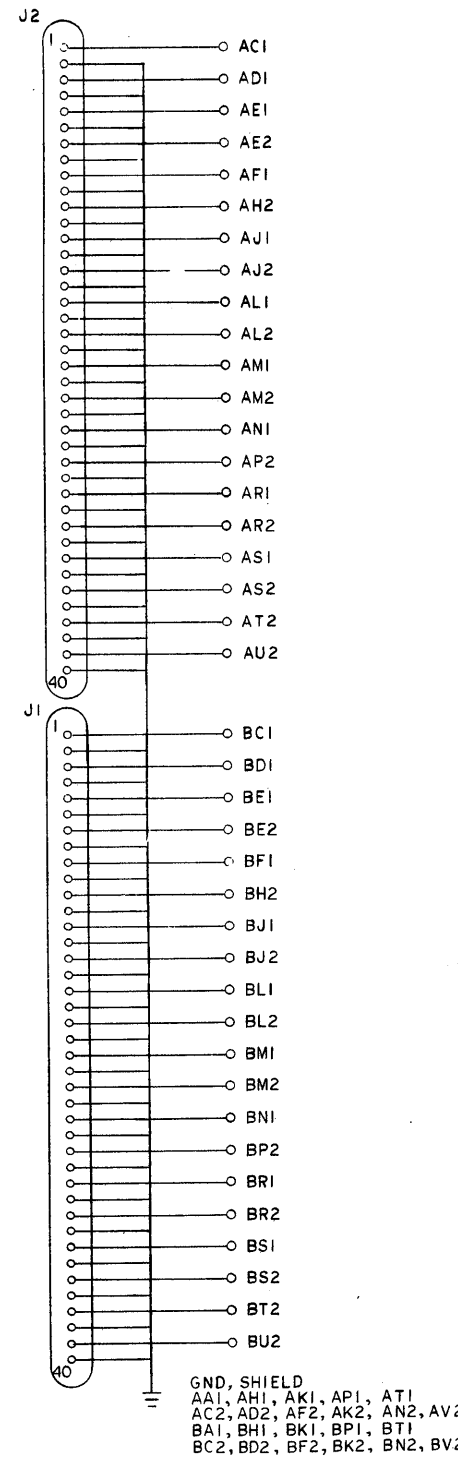 J2
1
AC1
AD1
AE1
AE2
AF1
AH2
AJ1
AJ2
AL1
AL2
AM1
AM2
AN1
AP2
AR1
AR2
AS1
AS2
AT2
AU2
40
J1
1
BC1
BD1
BE1
BE2
BF1
BH2
BJ1
BJ2
BL1
BL2
BM1
BM2
BN1
BP2
BR1
BR2
BS1
BS2
BT2
BU2
40
GND, SHIELD
AA1, AH1, AK1, AP1, AT1
AC2, AD2, AF2, AK2, AN2, AV2
BA1, BH1, BK1, BP1, BT1
BC2, BD2, BF2, BK2, BN2, BV2